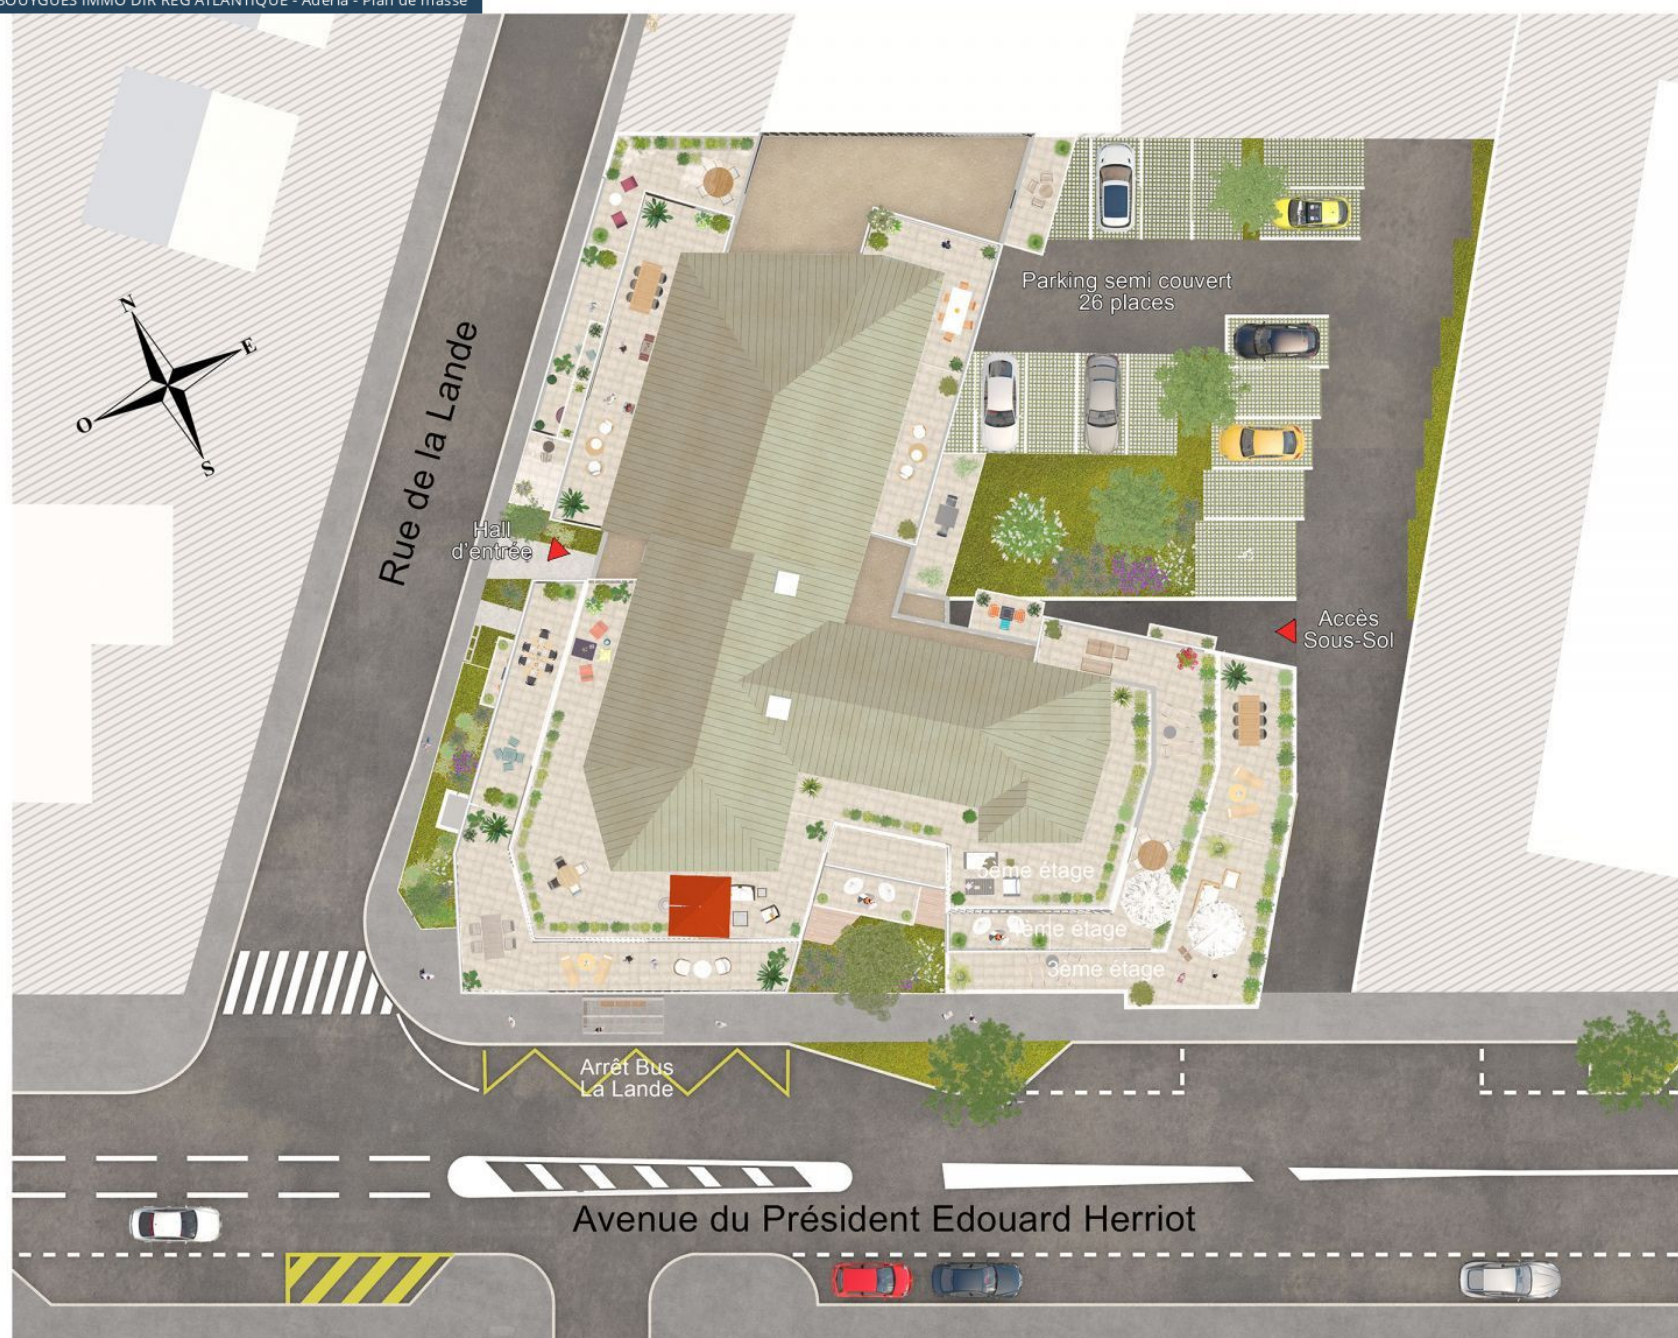 BOUYGUES IMMO DIR REG ATLANTIQUE - Adéria - Plan de masse
Parking semi couvert
26 places
N
E
O
S
Rue de la Lande
Hall
d'entrée
Accès
Sous-Sol
5ème étage
4ème étage
3ème étage
Arrêt Bus
La Lande
Avenue du Président Edouard Herriot